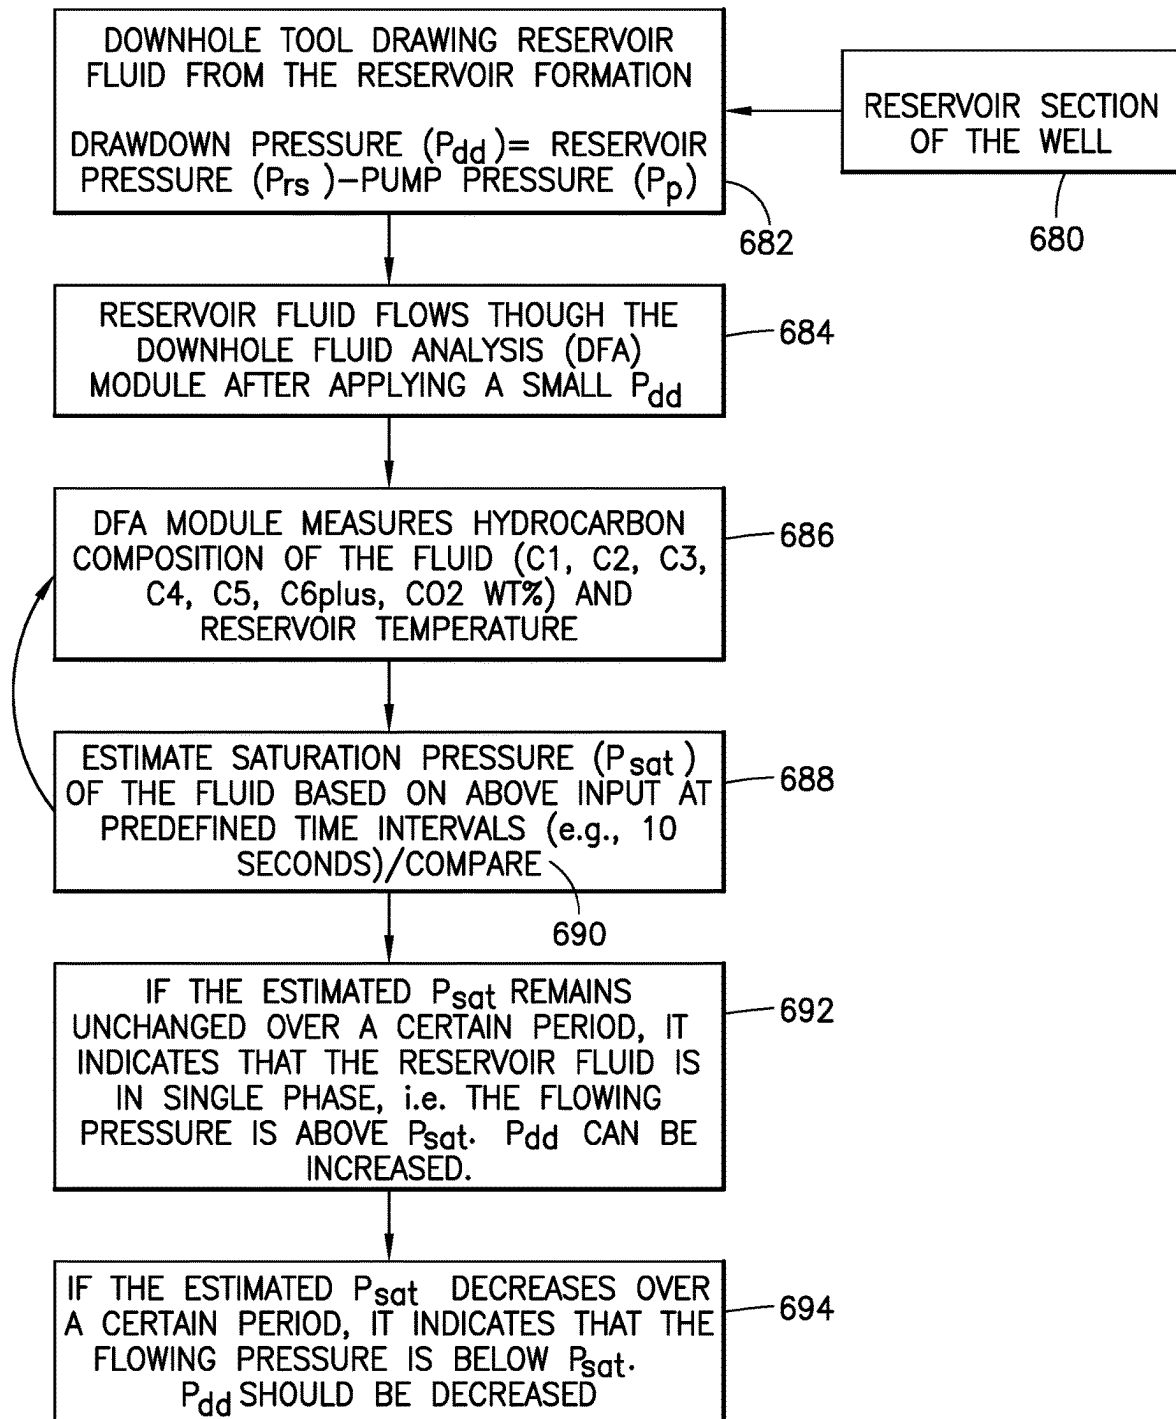 DOWNHOLE TOOL DRAWING RESERVOIR
FLUID FROM THE RESERVOIR FORMATION
DRAWDOWN PRESSURE (Pdd)= RESERVOIR
PRESSURE (Prs)-PUMP PRESSURE (Pp)
682
RESERVOIR SECTION
OF THE WELL
680
RESERVOIR FLUID FLOWS THOUGH THE
DOWNHOLE FLUID ANALYSIS (DFA)
MODULE AFTER APPLYING A SMALL Pdd
684
DFA MODULE MEASURES HYDROCARBON
COMPOSITION OF THE FLUID (C1, C2, C3,
C4, C5, C6plus, CO2 WT%) AND
RESERVOIR TEMPERATURE
686
ESTIMATE SATURATION PRESSURE (Psat)
OF THE FLUID BASED ON ABOVE INPUT AT
PREDEFINED TIME INTERVALS (e.g., 10
SECONDS)/COMPARE
688
690
IF THE ESTIMATED Psat REMAINS
UNCHANGED OVER A CERTAIN PERIOD, IT
INDICATES THAT THE RESERVOIR FLUID IS
IN SINGLE PHASE, i.e. THE FLOWING
PRESSURE IS ABOVE Psat. Pdd CAN BE
INCREASED.
692
IF THE ESTIMATED Psat DECREASES OVER
A CERTAIN PERIOD, IT INDICATES THAT THE
FLOWING PRESSURE IS BELOW Psat.
Pdd SHOULD BE DECREASED
694